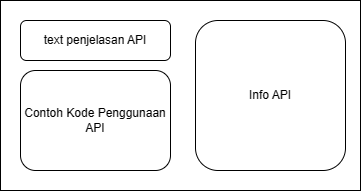 text penjelasan API
Contoh Kode Penggunaan
API
Info API